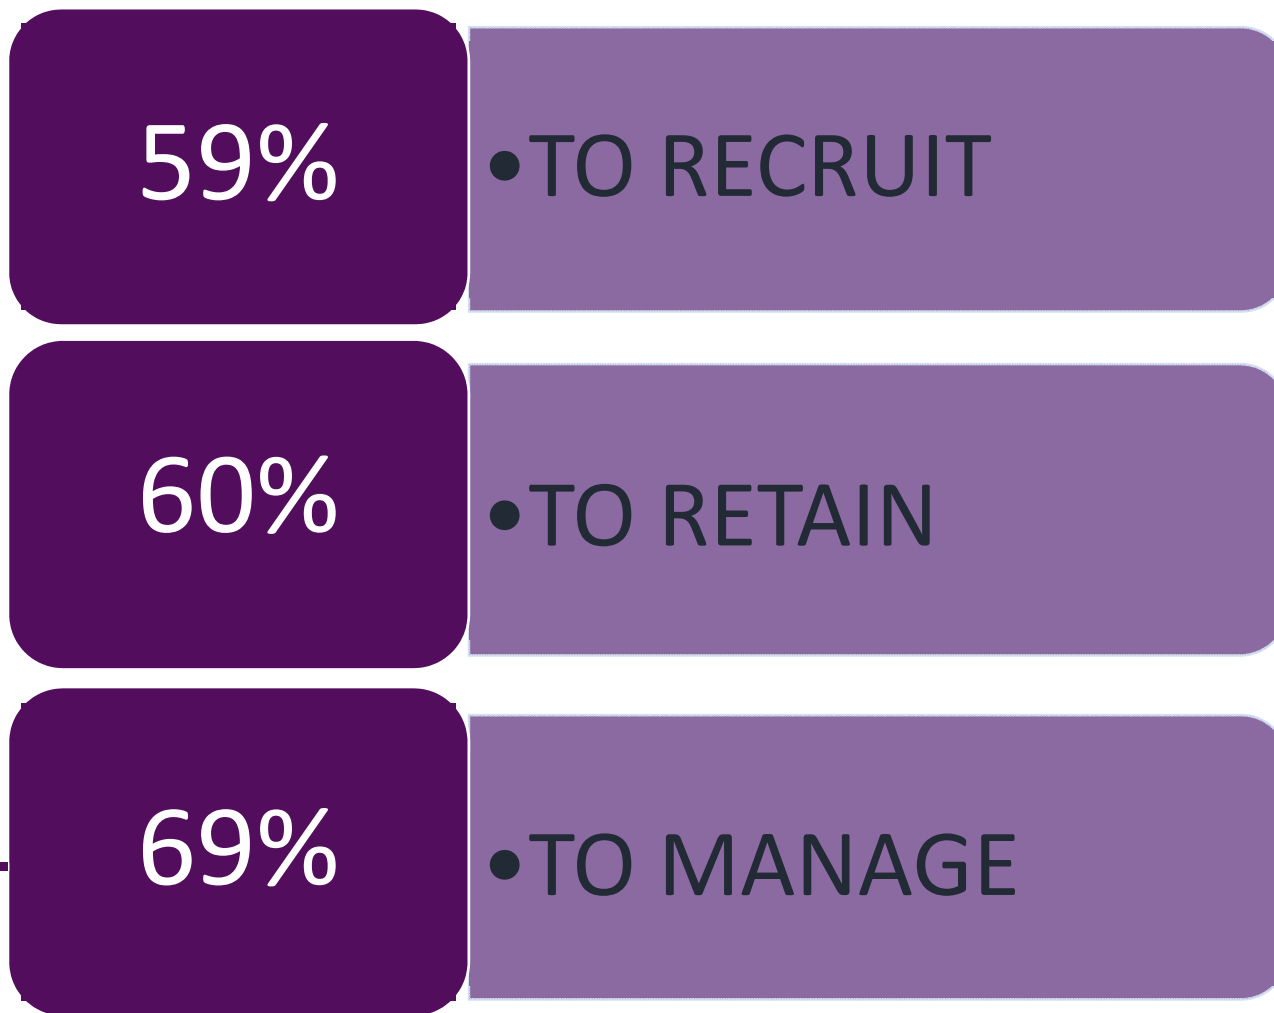 59%
•TO RECRUIT
60%
•TO RETAIN
69%
•TO MANAGE